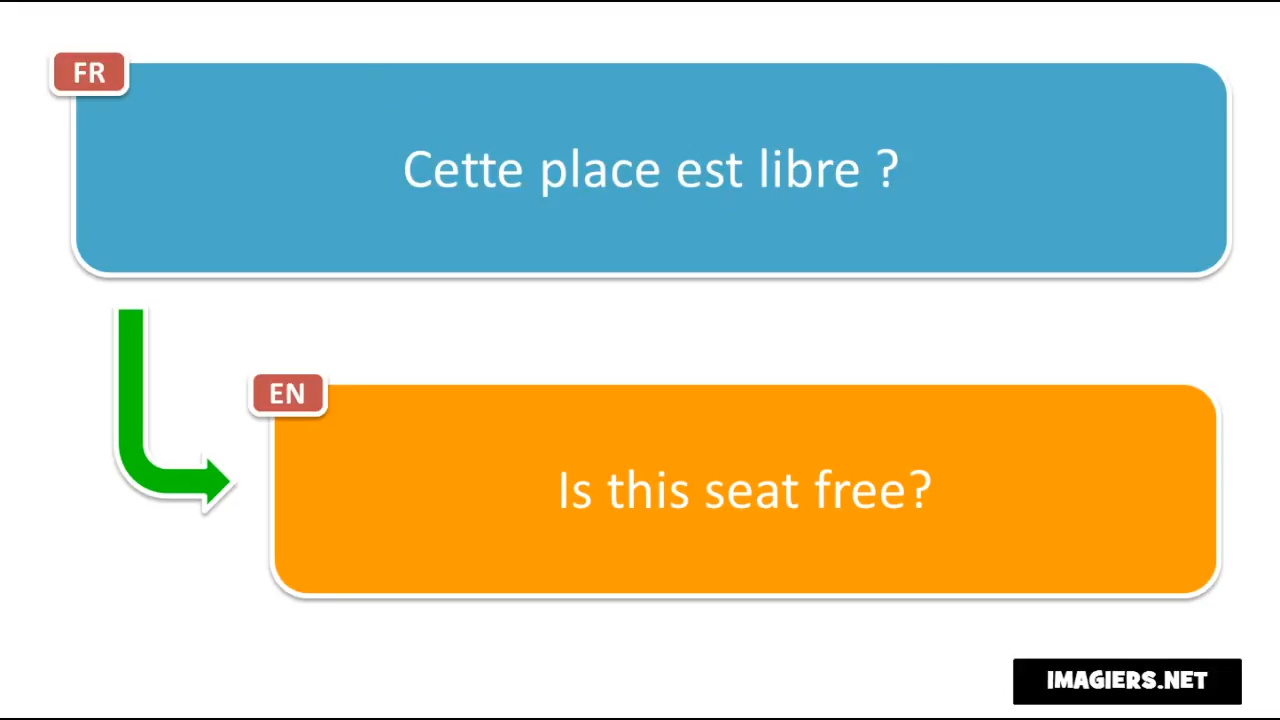 FR
Cette place est libre ?
EN
Is this seat free?
IMAGIERS.NET